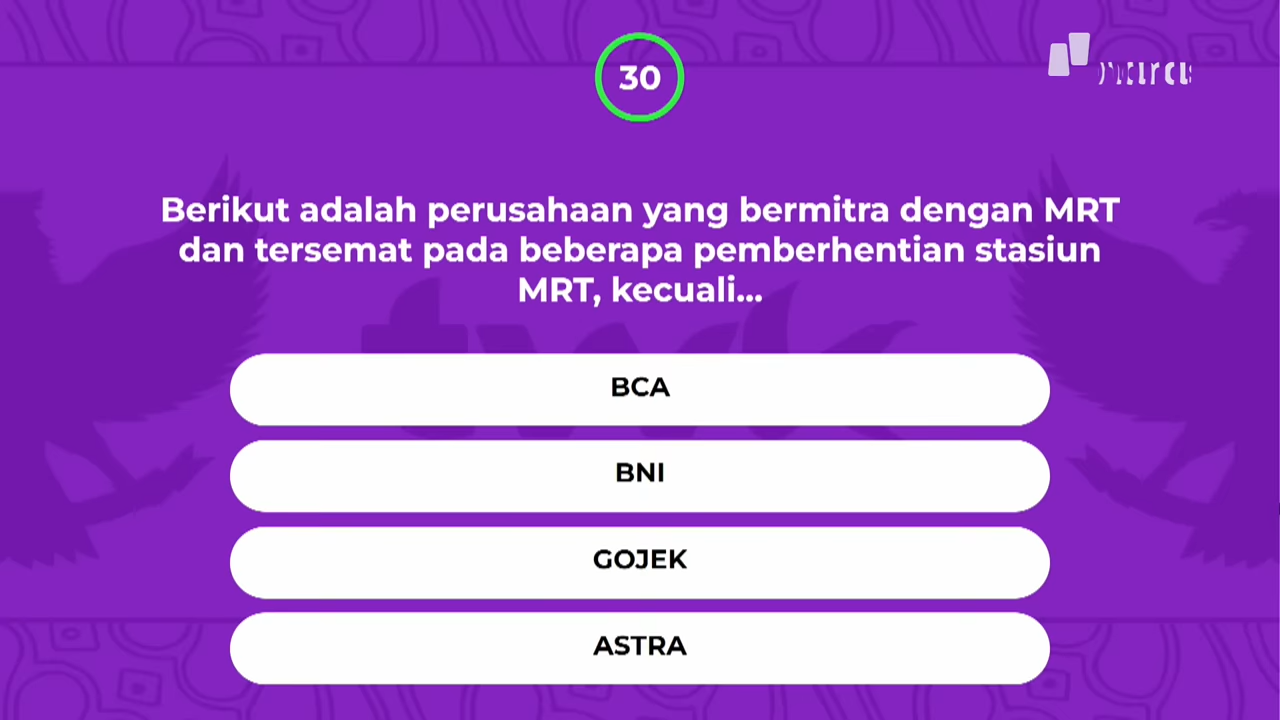 30
Berikut adalah perusahaan yang bermitra dengan MRT
dan tersemat pada beberapa pemberhentian stasiun
MRT, kecuali...
BCA
BNI
GOJEK
ASTRA